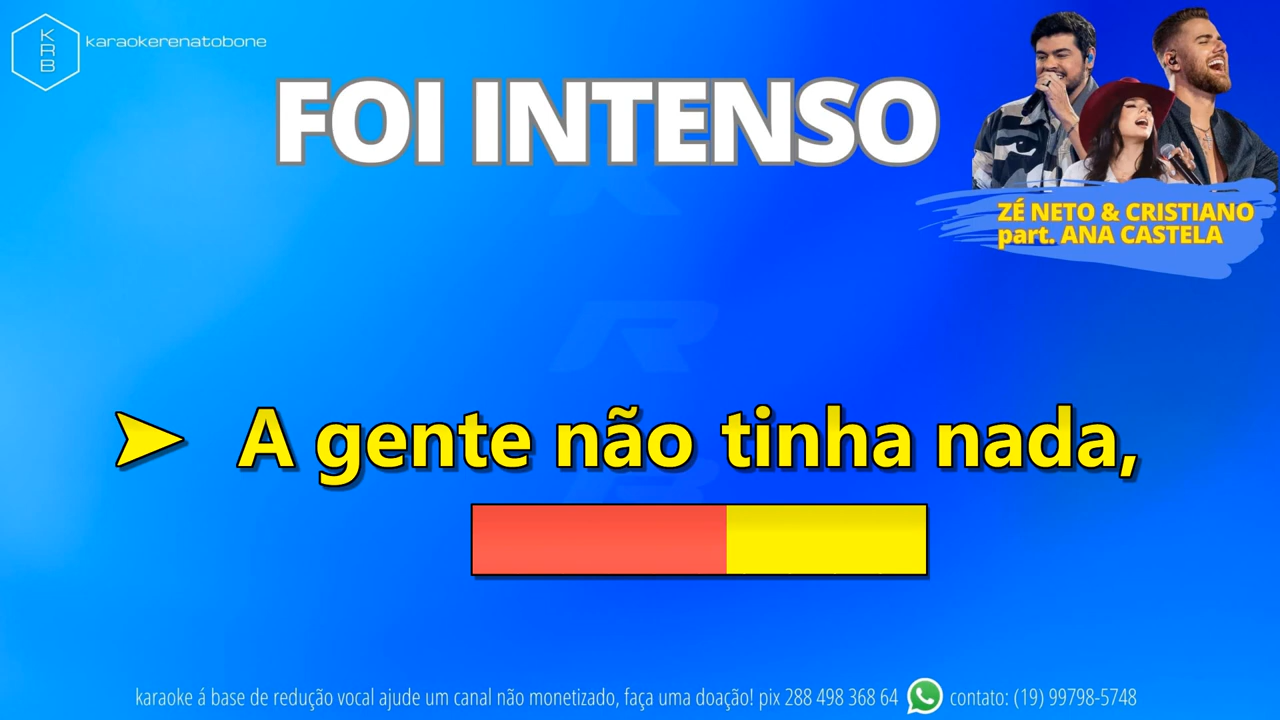 KRB
karaokerenatobone
FOI INTENSO
ZÉ NETO & CRISTIANO
part. ANA CASTELA
A gente não tinha nada,
karaoke á base de redução vocal ajude um canal não monetizado, faça uma doação! pix 288 498 368 64 contato: (19) 99798-5748